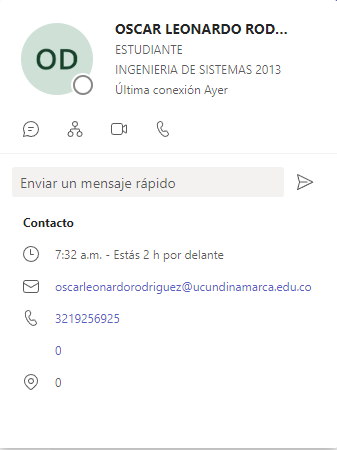 OD
OSCAR LEONARDO ROD...
ESTUDIANTE
INGENIERIA DE SISTEMAS 2013
Última conexión Ayer
Enviar un mensaje rápido
Contacto
7:32 a.m. - Estás 2 h por delante
oscarleonardorodriguez@ucundinamarca.edu.co
3219256925
0
0